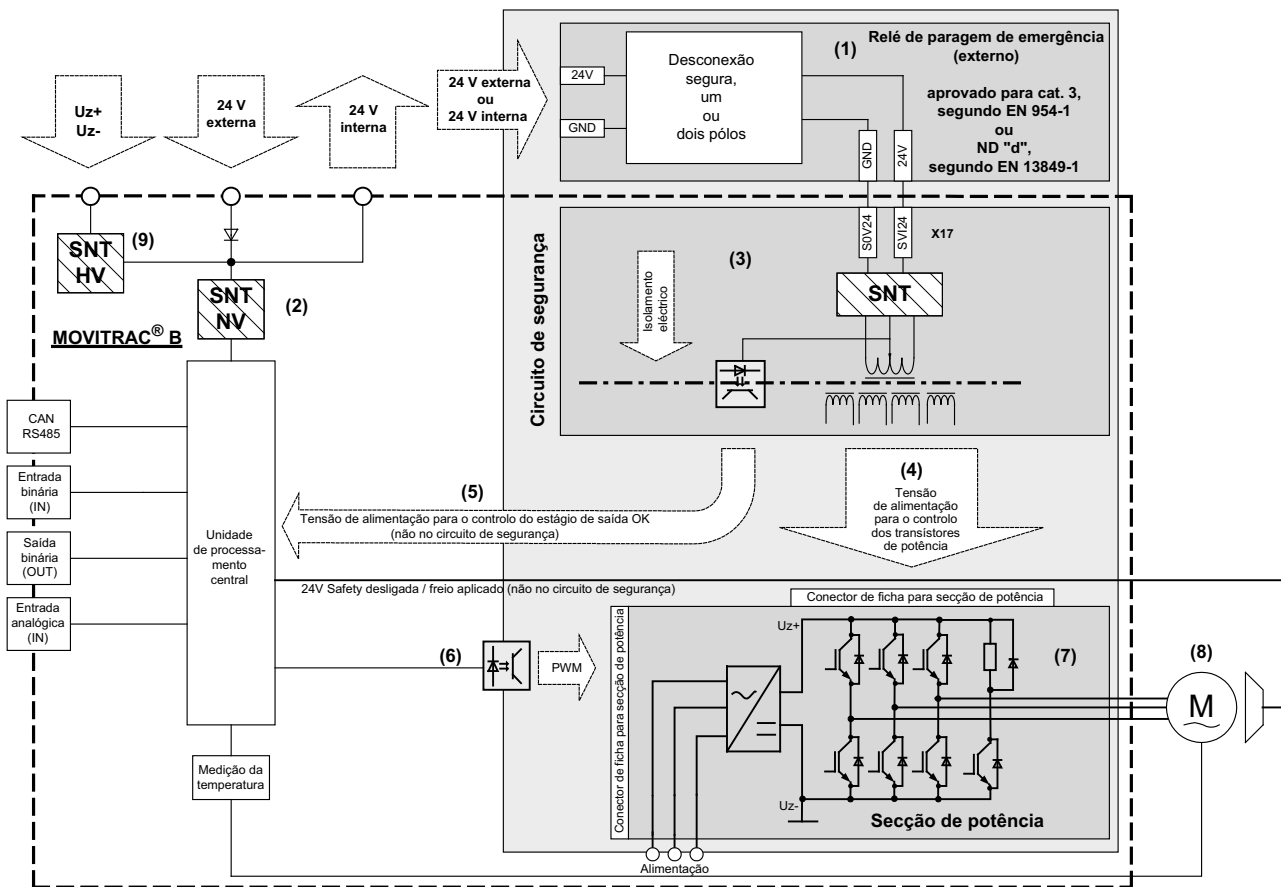 Uz+
Uz-
24 V
externa
24 V
interna
24 V externa
ou
24 V interna
24V
GND
Desconexão
segura,
um
ou
dois pólos
(1)
Relé de paragem de emergência
(externo)
aprovado para cat. 3,
segundo EN 954-1
ou
ND "d",
segundo EN 13849-1
GND
24V
S0V24
SVI24
X17
SNT
(3)
Isolamento
eléctrico
Circuito de segurança
SNT
HV
(9)
SNT
NV
(2)
MOVITRAC® B
CAN
RS485
Entrada
binária
(IN)
Saída
binária
(OUT)
Entrada
analógica
(IN)
Unidade
de processa-
mento
central
(5)
Tensão de alimentação para o controlo do estágio de saída OK
(não no circuito de segurança)
(4)
Tensão
de alimentação
para o controlo
dos transístores
de potência
24V Safety desligada / freio aplicado (não no circuito de segurança)
Conector de ficha para secção de potência
Conector de ficha para secção de potência
(6)
PWM
Uz+
Uz-
(7)
(8)
M
Secção de potência
Medição da
temperatura
Alimentação